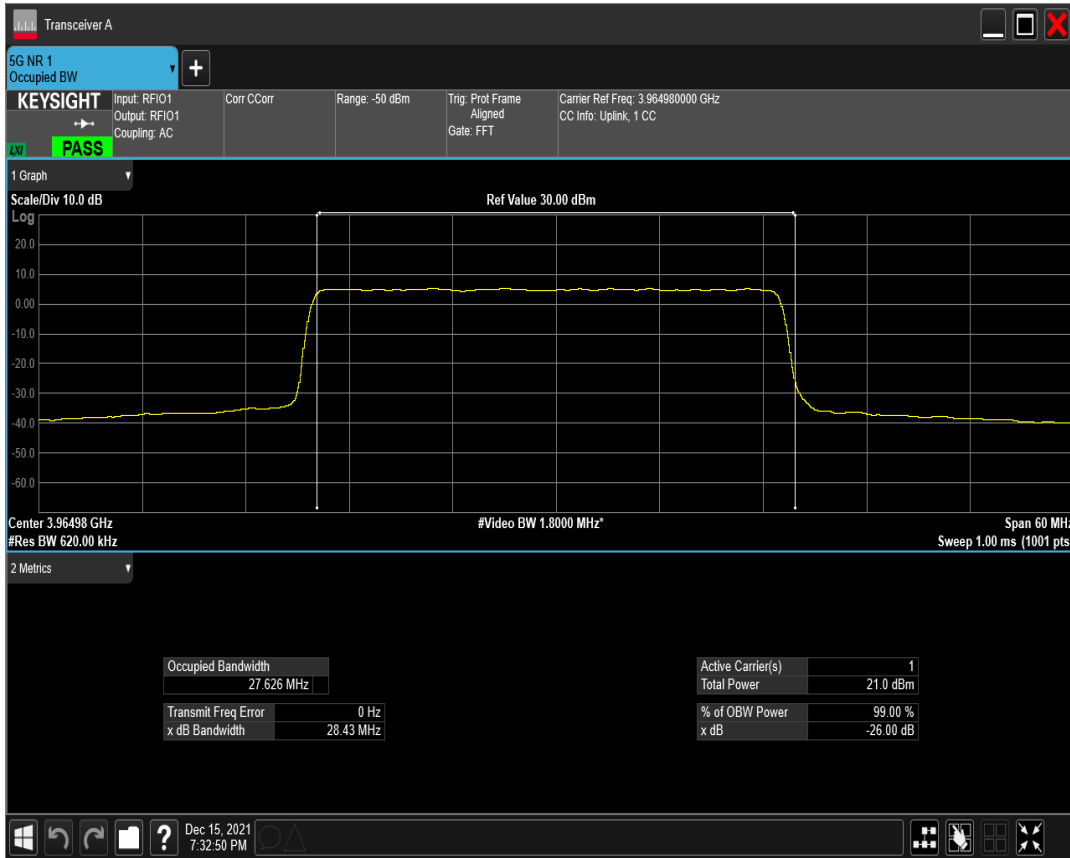 Transceiver A
5G NR 1
Occupied BW
KEYSIGHT
LXI
PASS
Input: RFIO1
Output: RFIO1
Coupling: AC
Corr CCorr
Range: -50 dBm
Trig: Prot Frame
Aligned
Gate: FFT
Carrier Ref Freq: 3.964980000 GHz
CC Info: Uplink, 1 CC
1 Graph
Scale/Div 10.0 dB
Ref Value 30.00 dBm
Log
20.0
10.0
0.00
-10.0
-20.0
-30.0
-40.0
-50.0
-60.0
Center 3.96498 GHz
#Video BW 1.8000 MHz*
Span 60 MHz
#Res BW 620.00 kHz
Sweep 1.00 ms (1001 pts
2 Metrics
Occupied Bandwidth
27.626 MHz
Transmit Freq Error 0 Hz
x dB Bandwidth 28.43 MHz
Active Carrier(s) 1
Total Power 21.0 dBm
% of OBW Power 99.00 %
x dB -26.00 dB
?
Dec 15, 2021
7:32:50 PM